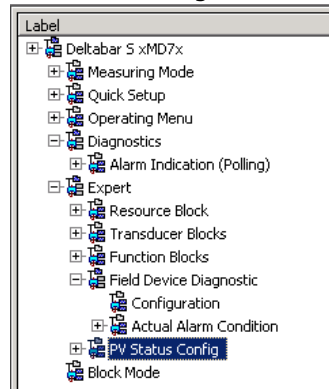 Label
Deltabar S xMD7x
Measuring Mode
Quick Setup
Operating Menu
Diagnostics
Alarm Indication (Polling)
Expert
Resource Block
Transducer Blocks
Function Blocks
Field Device Diagnostic
Configuration
Actual Alarm Condition
PV Status Config
Block Mode